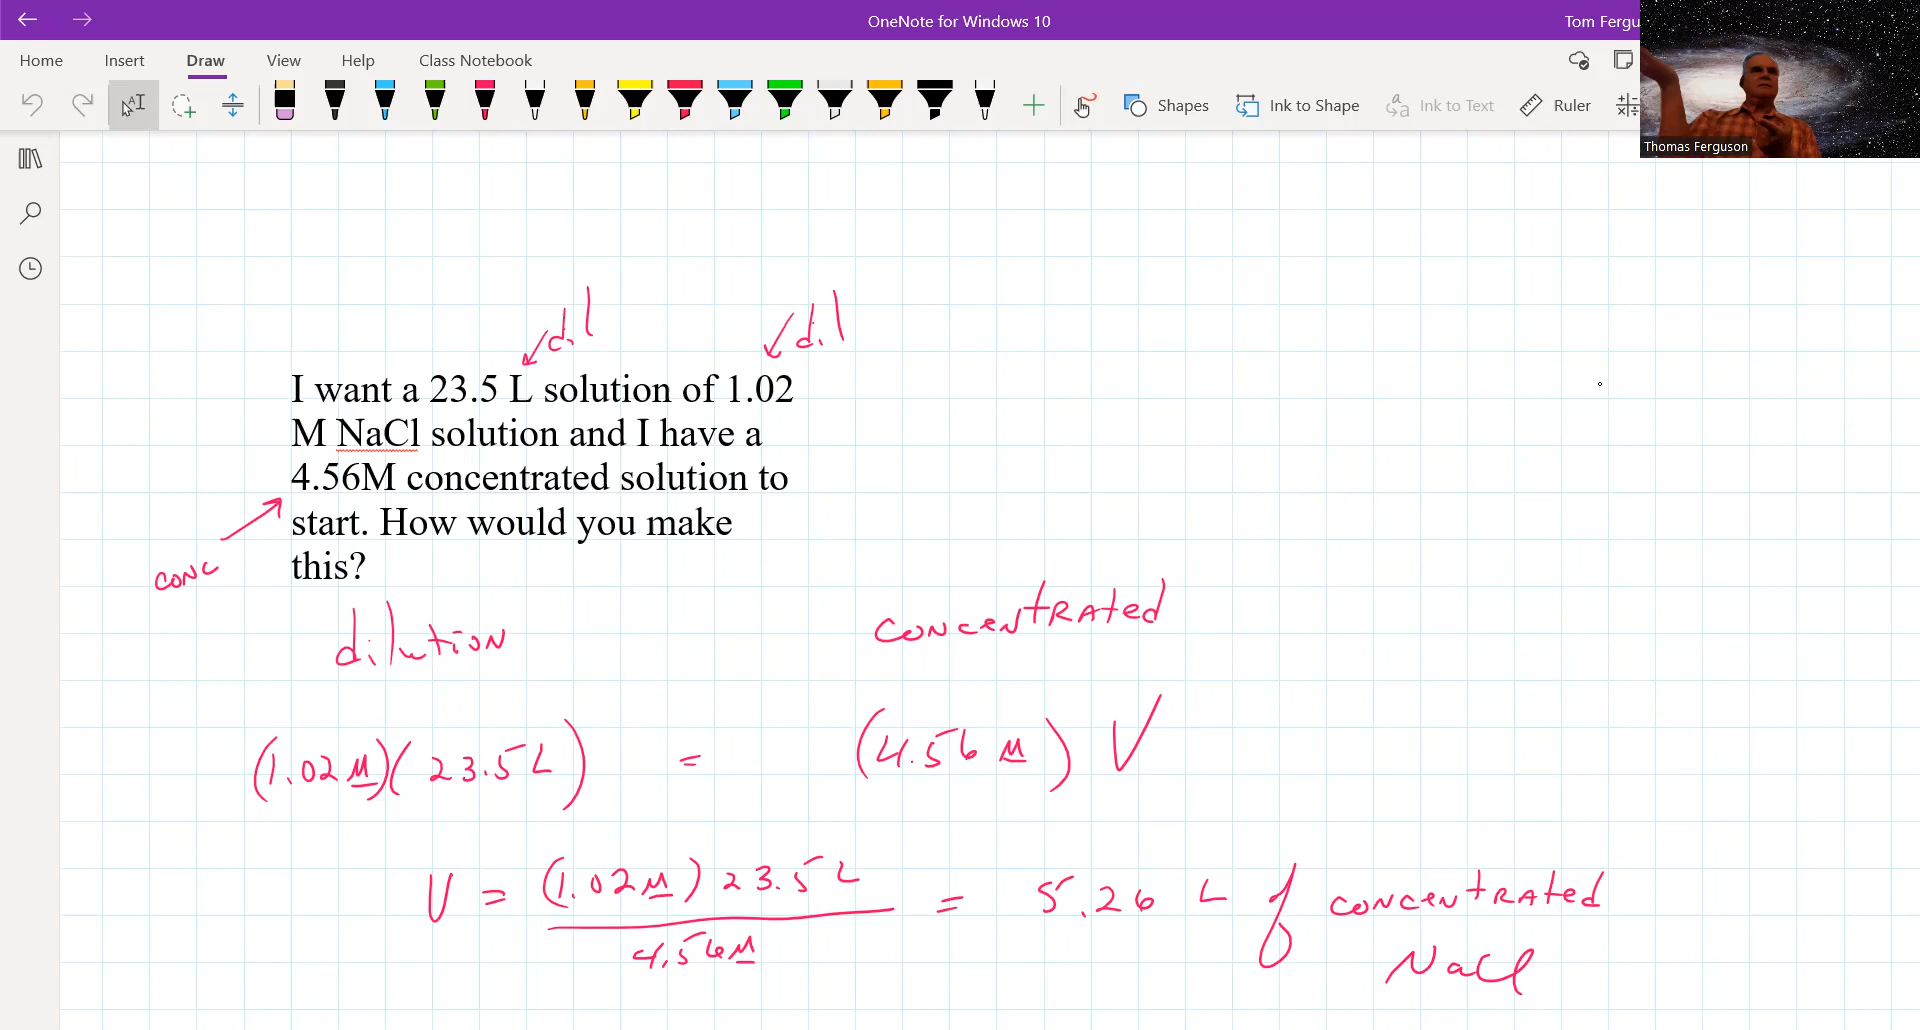 OneNote for Windows 10
Tom Fergu
Home Insert Draw View Help Class Notebook
Shapes Ink to Shape Ink to Text Ruler
Thomas Ferguson
dil dil
I want a 23.5 L solution of 1.02
M NaCl solution and I have a
4.56M concentrated solution to
start. How would you make
this?
conc
dilution concentrated
(1.02 M)(23.5 L) = (4.56 M) V
V = (1.02 M) 23.5 L = 5.26 L of concentrated
4.56 M
NaCl